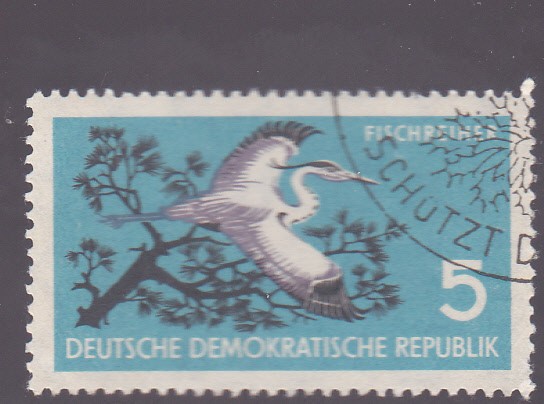 FISCHREIHER
SCHÜTZT D
5
DEUTSCHE DEMOKRATISCHE REPUBLIK